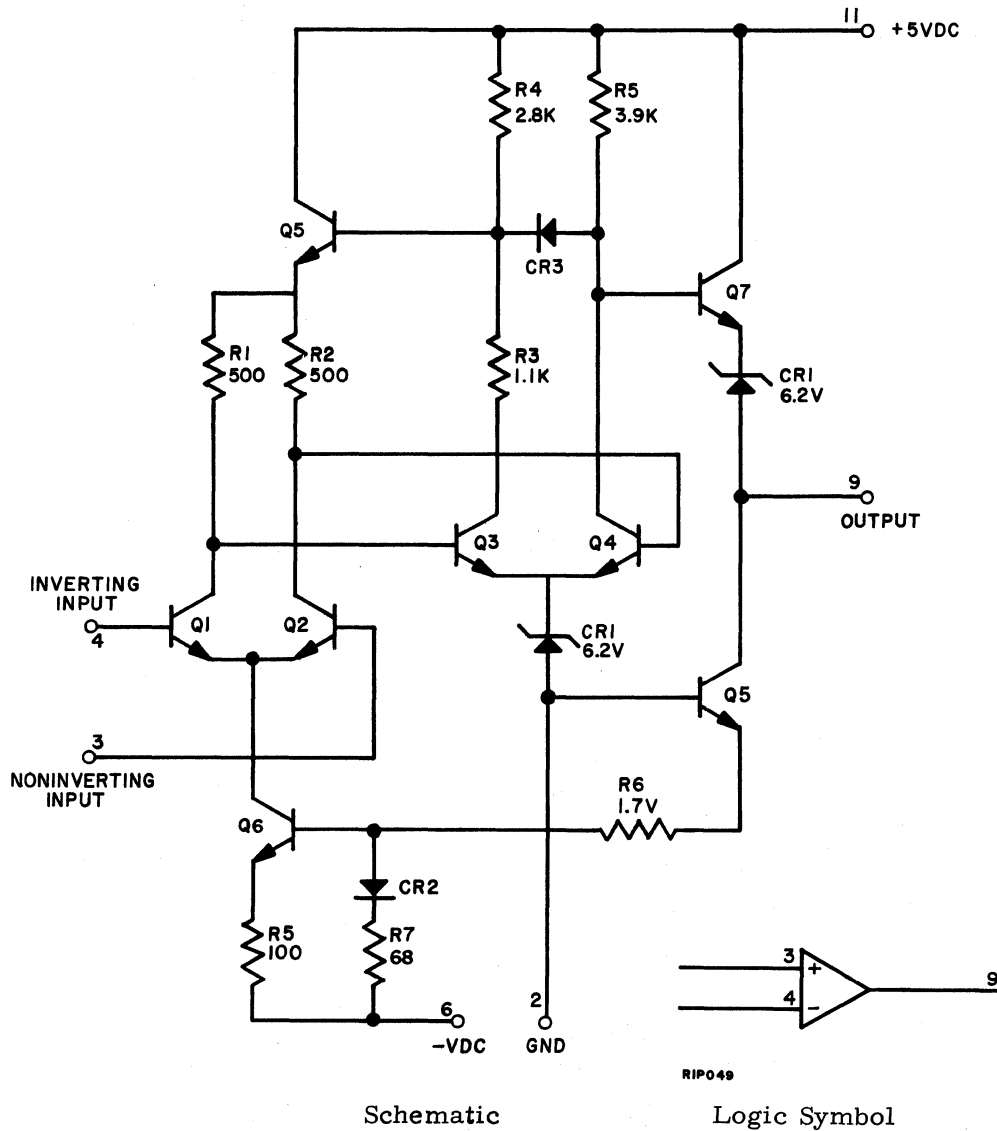 11
+5VDC
R4
2.8K
R5
3.9K
Q5
CR3
Q7
R1
500
R2
500
R3
1.1K
CR1
6.2V
9
OUTPUT
Q3
Q4
INVERTING
INPUT
4
Q1
Q2
CR1
6.2V
Q5
3
NONINVERTING
INPUT
R6
1.7V
Q6
CR2
R5
100
R7
68
6
-VDC
2
GND
3
+
4
-
9
RIP049
Schematic
Logic Symbol